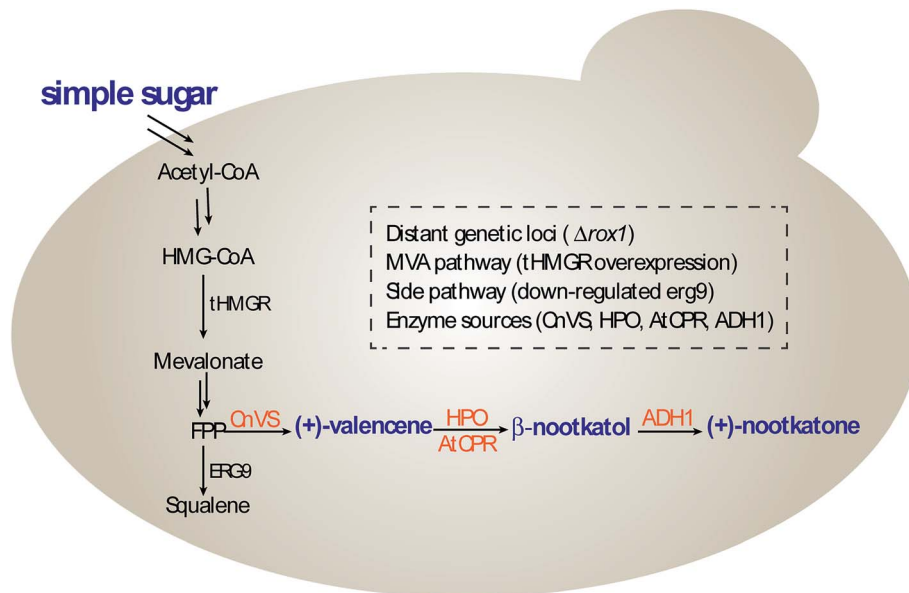 simple sugar
Acetyl-CoA
HMG-CoA
tHMGR
Mevalonate
FPP
CnVS
(+)-valencene
HPO
AtCPR
β-nootkatol
ADH1
(+)-nootkatone
ERG9
Squalene
Distant genetic loci (Δrox1)
MVA pathway (tHMGR overexpression)
Side pathway (down-regulated erg9)
Enzyme sources (CnVS, HPO, AtCPR, ADH1)